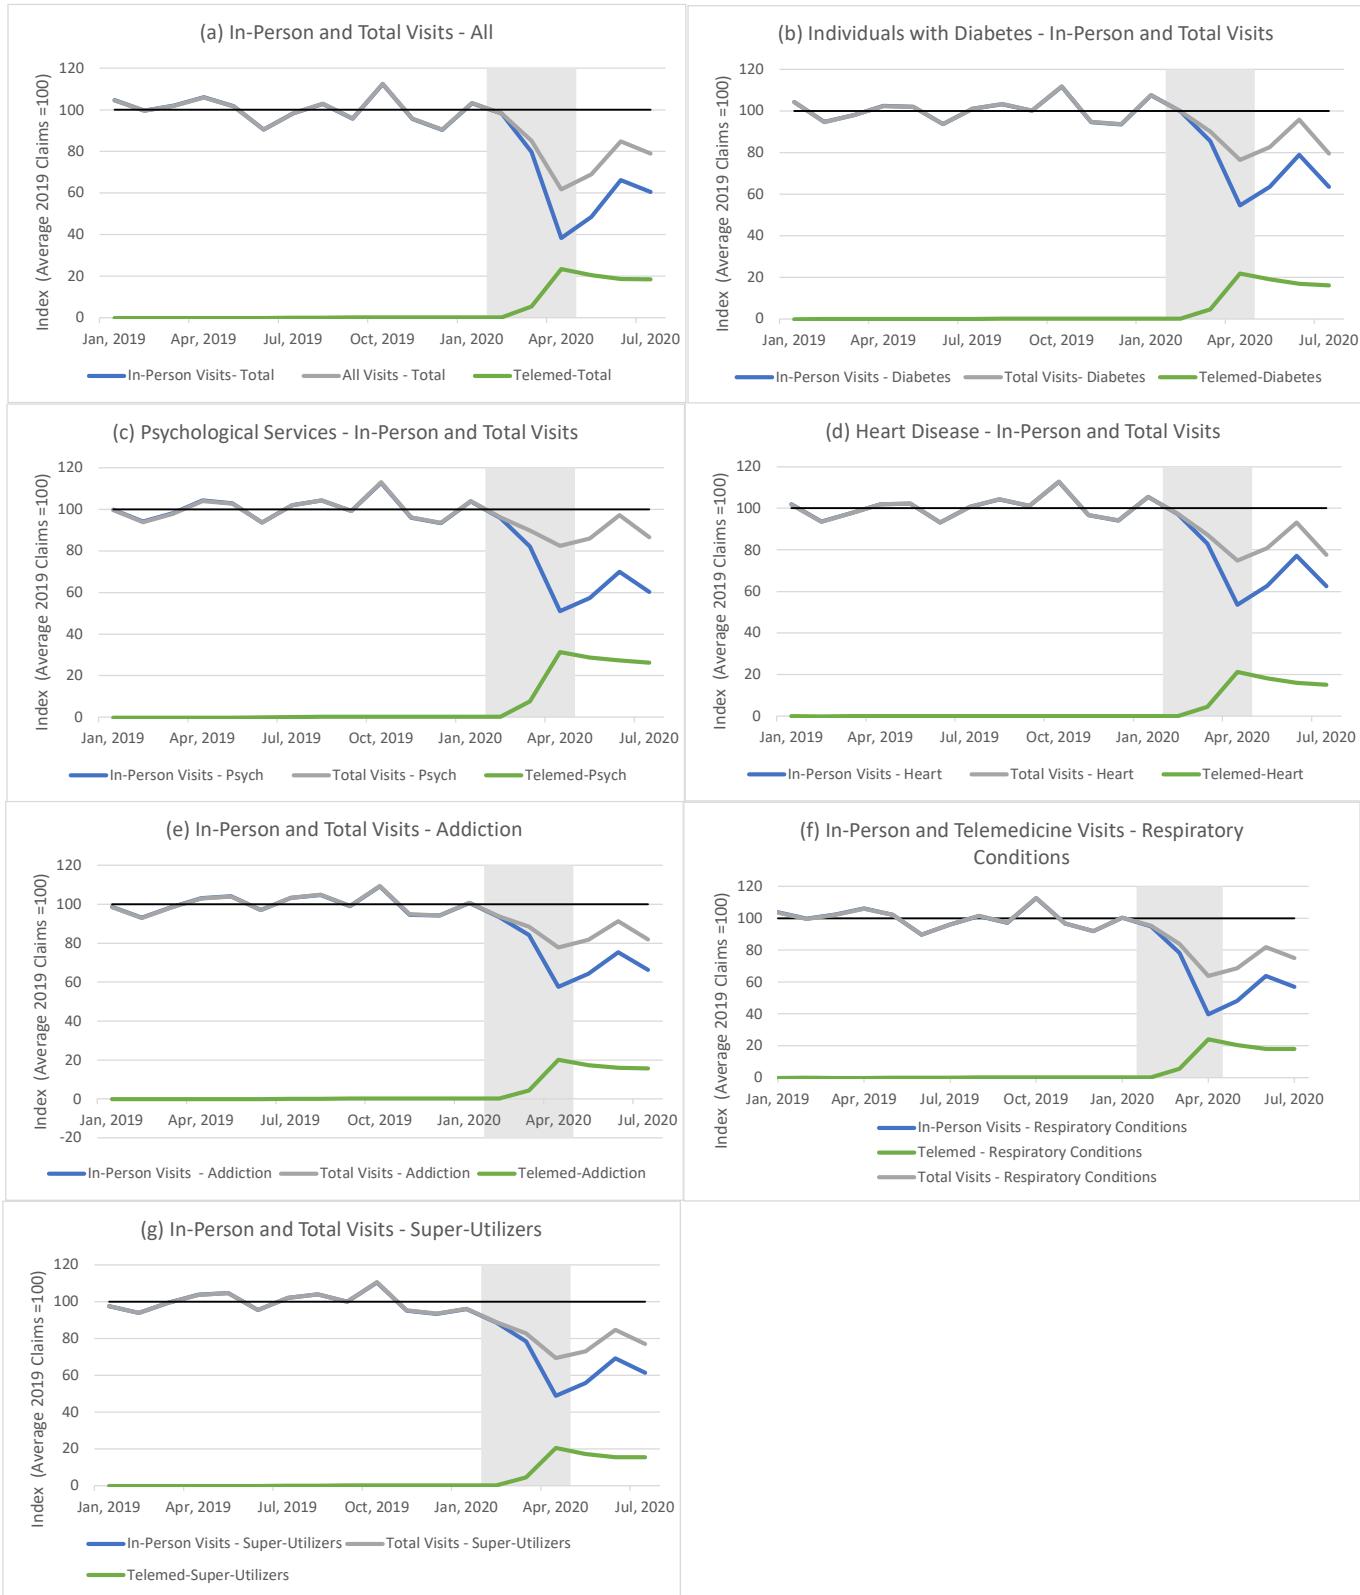 (a) In-Person and Total Visits - All
Index (Average 2019 Claims =100)
120
100
80
60
40
20
0
Jan, 2019 Apr, 2019 Jul, 2019 Oct, 2019 Jan, 2020 Apr, 2020 Jul, 2020
In-Person Visits- Total All Visits - Total Telemed-Total
(b) Individuals with Diabetes - In-Person and Total Visits
Index (Average 2019 Claims =100)
120
100
80
60
40
20
0
Jan, 2019 Apr, 2019 Jul, 2019 Oct, 2019 Jan, 2020 Apr, 2020 Jul, 2020
In-Person Visits - Diabetes Total Visits- Diabetes Telemed-Diabetes
(c) Psychological Services - In-Person and Total Visits
Index (Average 2019 Claims =100)
120
100
80
60
40
20
0
Jan, 2019 Apr, 2019 Jul, 2019 Oct, 2019 Jan, 2020 Apr, 2020 Jul, 2020
In-Person Visits - Psych Total Visits - Psych Telemed-Psych
(d) Heart Disease - In-Person and Total Visits
Index (Average 2019 Claims =100)
120
100
80
60
40
20
0
Jan, 2019 Apr, 2019 Jul, 2019 Oct, 2019 Jan, 2020 Apr, 2020 Jul, 2020
In-Person Visits - Heart Total Visits - Heart Telemed-Heart
(e) In-Person and Total Visits - Addiction
Index (Average 2019 Claims =100)
120
100
80
60
40
20
0
-20
Jan, 2019 Apr, 2019 Jul, 2019 Oct, 2019 Jan, 2020 Apr, 2020 Jul, 2020
In-Person Visits - Addiction Total Visits - Addiction Telemed-Addiction
(f) In-Person and Telemedicine Visits - Respiratory
Conditions
Index (Average 2019 Claims =100)
120
100
80
60
40
20
0
Jan, 2019 Apr, 2019 Jul, 2019 Oct, 2019 Jan, 2020 Apr, 2020 Jul, 2020
In-Person Visits - Respiratory Conditions
Telemed - Respiratory Conditions
Total Visits - Respiratory Conditions
(g) In-Person and Total Visits - Super-Utilizers
Index (Average 2019 Claims =100)
120
100
80
60
40
20
0
Jan, 2019 Apr, 2019 Jul, 2019 Oct, 2019 Jan, 2020 Apr, 2020 Jul, 2020
In-Person Visits - Super-Utilizers Total Visits - Super-Utilizers
Telemed-Super-Utilizers